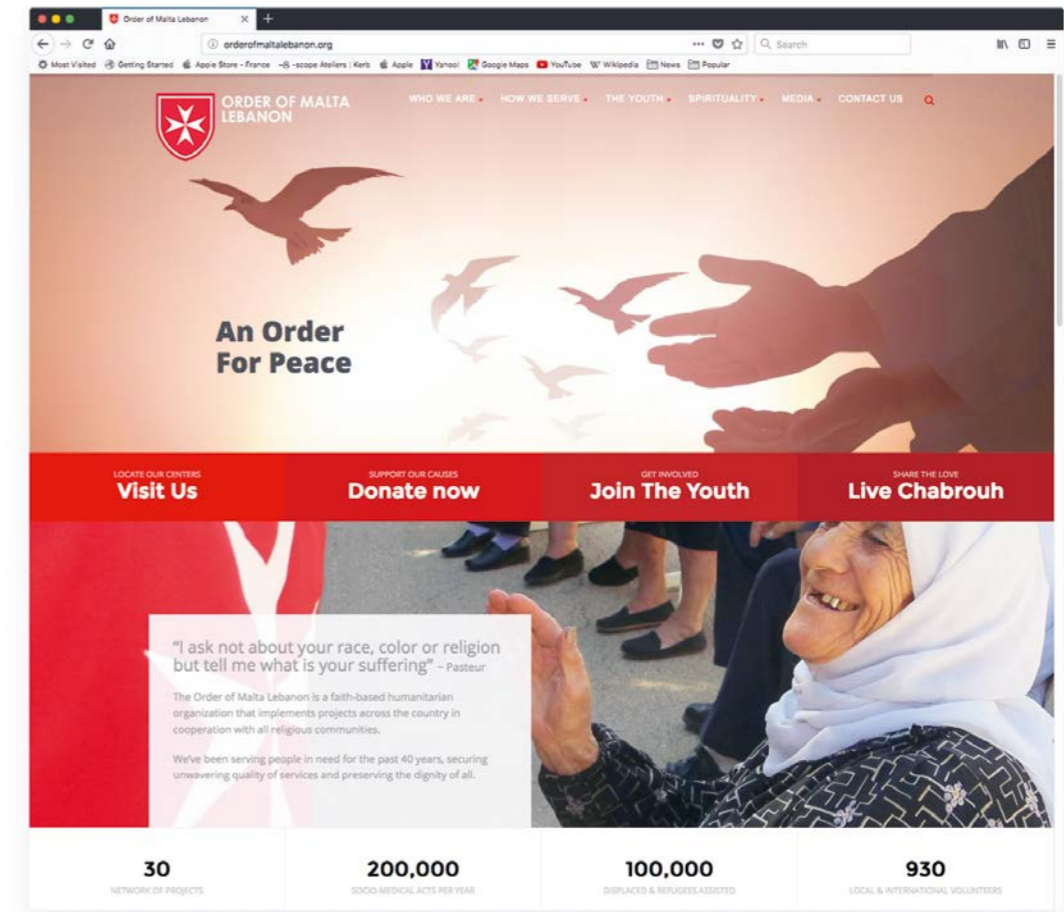 Order of Malta Lebanon
orderofmaltalebanon.org
Search
Most Visited Getting Started Apple Store - France -8 -scope Ateliers | Kerb Apple Yahoo! Google Maps YouTube Wikipedia News Popular
ORDER OF MALTA
LEBANON
WHO WE ARE HOW WE SERVE THE YOUTH SPIRITUALITY MEDIA CONTACT US
An Order
For Peace
LOCATE OUR CENTERS
Visit Us
SUPPORT OUR CAUSES
Donate now
GET INVOLVED
Join The Youth
SHARE THE LOVE
Live Chabrouh
“I ask not about your race, color or religion
but tell me what is your suffering” – Pasteur
The Order of Malta Lebanon is a faith-based humanitarian
organization that implements projects across the country in
cooperation with all religious communities.
We’ve been serving people in need for the past 40 years, securing
unwavering quality of services and preserving the dignity of all.
30
NETWORK OF PROJECTS
200,000
SOCIO-MEDICAL ACTS PER YEAR
100,000
DISPLACED & REFUGEES ASSISTED
930
LOCAL & INTERNATIONAL VOLUNTEERS